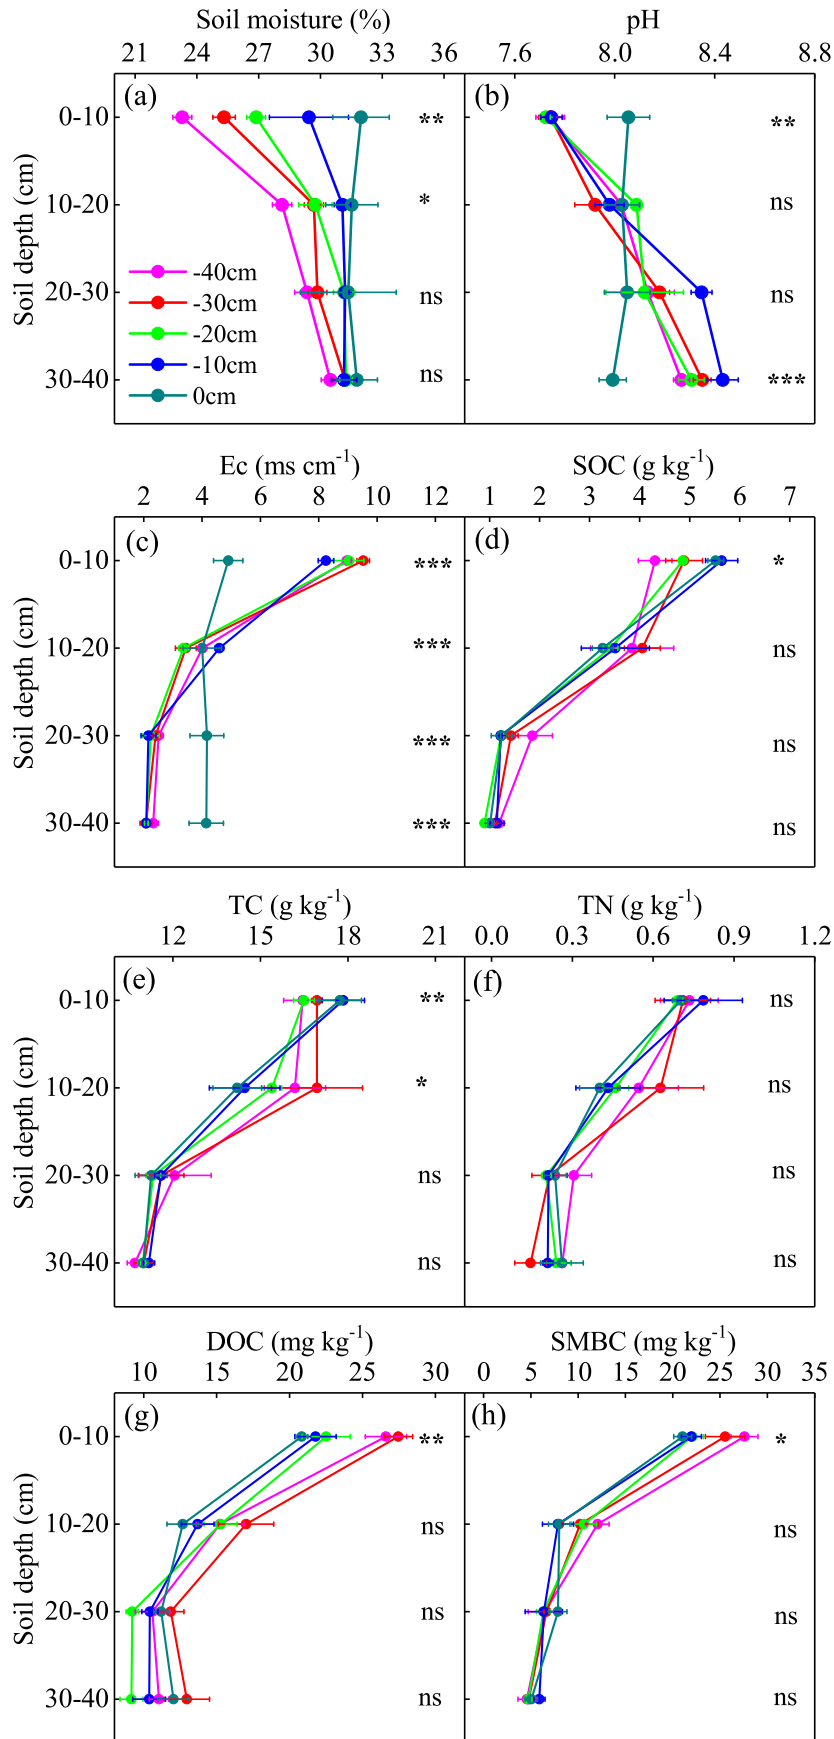 Soil moisture (%)
pH
21 24 27 30 33 36
7.6 8.0 8.4 8.8
(a)
(b)
0-10
**
**
10-20
*
ns
20-30
ns
ns
30-40
ns
***
Soil depth (cm)
-40cm
-30cm
-20cm
-10cm
0cm
Ec (ms cm⁻¹)
SOC (g kg⁻¹)
2 4 6 8 10 12
1 2 3 4 5 6 7
(c)
(d)
0-10
***
*
10-20
***
ns
20-30
***
ns
30-40
***
ns
Soil depth (cm)
TC (g kg⁻¹)
TN (g kg⁻¹)
12 15 18 21
0.0 0.3 0.6 0.9 1.2
(e)
(f)
0-10
**
ns
10-20
*
ns
20-30
ns
ns
30-40
ns
ns
Soil depth (cm)
DOC (mg kg⁻¹)
SMBC (mg kg⁻¹)
10 15 20 25 30
0 5 10 15 20 25 30 35
(g)
(h)
0-10
**
*
10-20
ns
ns
20-30
ns
ns
30-40
ns
ns
Soil depth (cm)